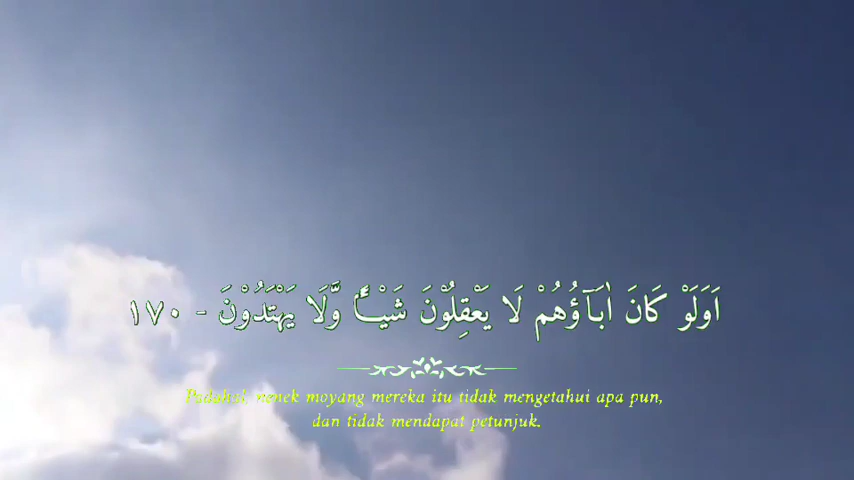 اَوَلَوْ كَانَ اٰبَاۤؤُهُمْ لَا يَعْقِلُوْنَ شَيْـًٔا وَّلَا يَهْتَدُوْنَ - ١٧٠
Padahal, nenek moyang mereka itu tidak mengetahui apa pun,
dan tidak mendapat petunjuk.